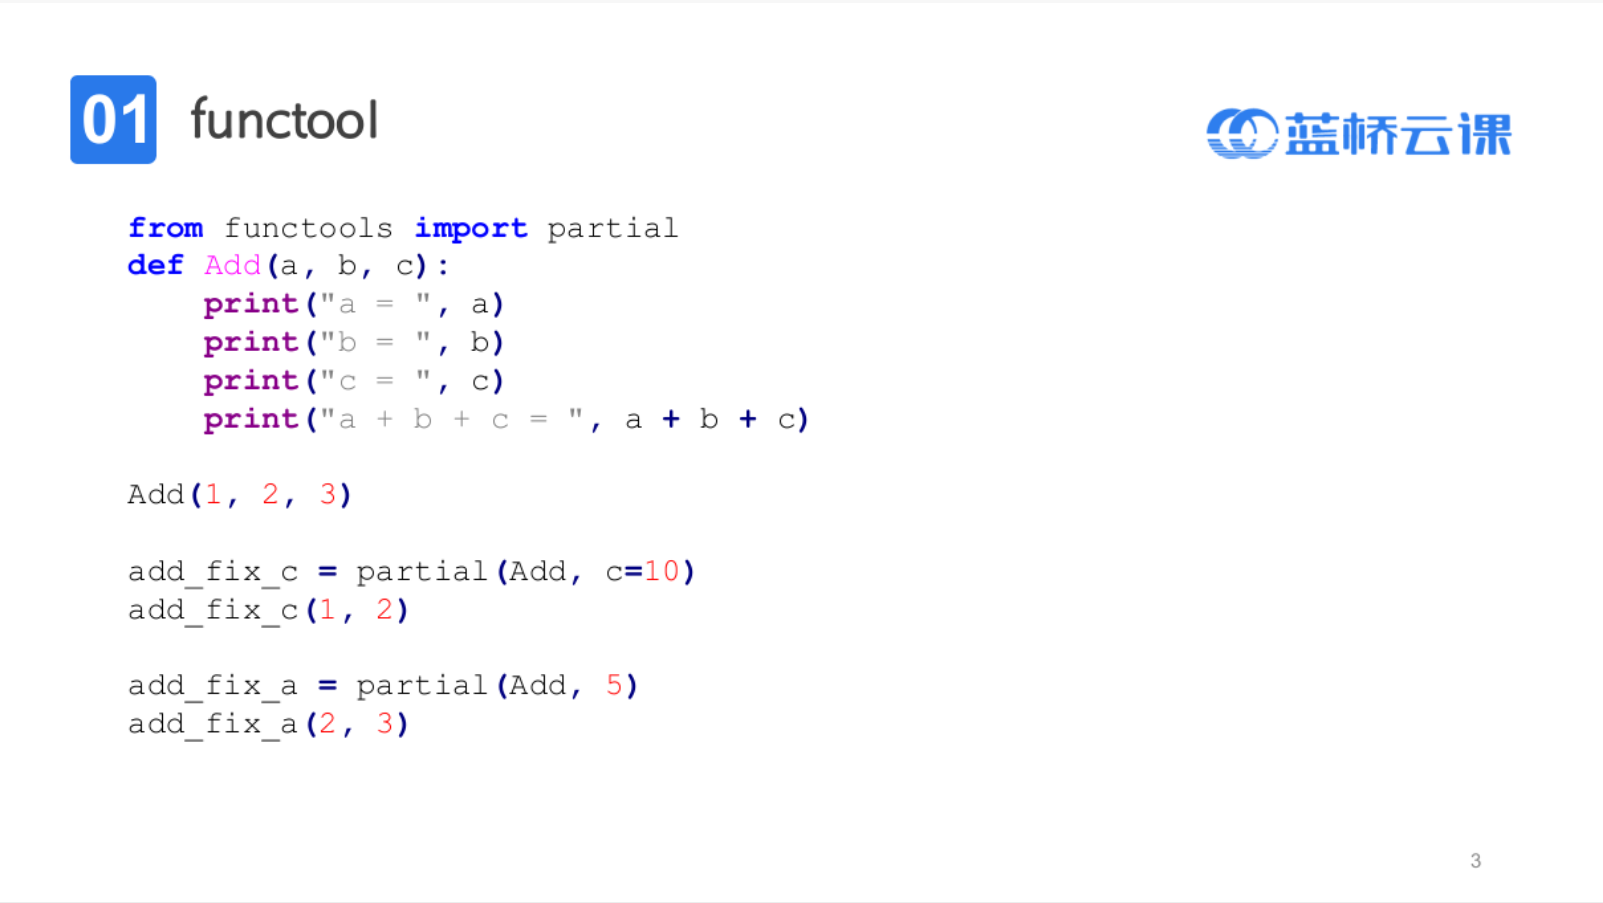 01 functool
蓝桥云课
from functools import partial
def Add(a, b, c):
    print("a = ", a)
    print("b = ", b)
    print("c = ", c)
    print("a + b + c = ", a + b + c)
Add(1, 2, 3)
add_fix_c = partial(Add, c=10)
add_fix_c(1, 2)
add_fix_a = partial(Add, 5)
add_fix_a(2, 3)
3